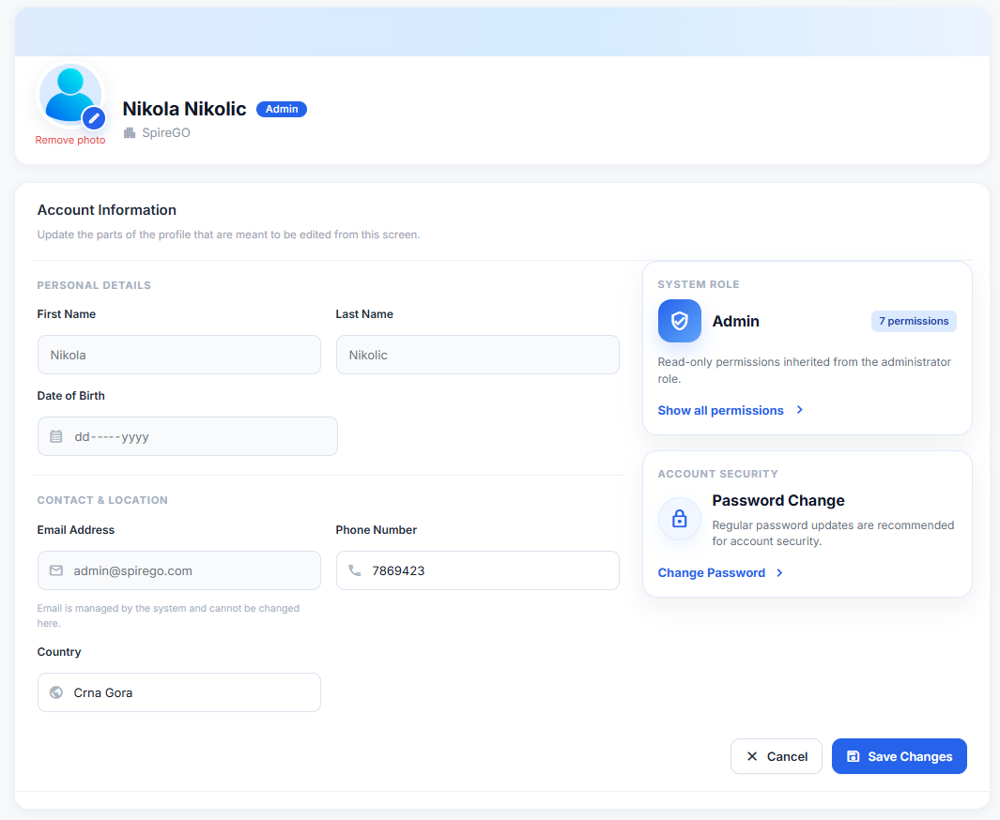 Nikola Nikolic
Admin
SpireGO
Remove photo
Account Information
Update the parts of the profile that are meant to be edited from this screen.
PERSONAL DETAILS
First Name
Last Name
Nikola
Nikolic
Date of Birth
dd-----yyyy
CONTACT & LOCATION
Email Address
Phone Number
admin@spirego.com
7869423
Email is managed by the system and cannot be changed
here.
Country
Crna Gora
SYSTEM ROLE
Admin
7 permissions
Read-only permissions inherited from the administrator
role.
Show all permissions
ACCOUNT SECURITY
Password Change
Regular password updates are recommended
for account security.
Change Password
Cancel
Save Changes